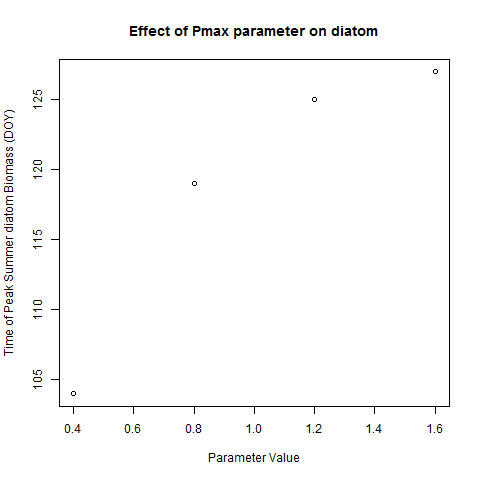 Effect of Pmax parameter on diatom
Time of Peak Summer diatom Biomass (DOY)
125
120
115
110
105
0.4 0.6 0.8 1.0 1.2 1.4 1.6
Parameter Value